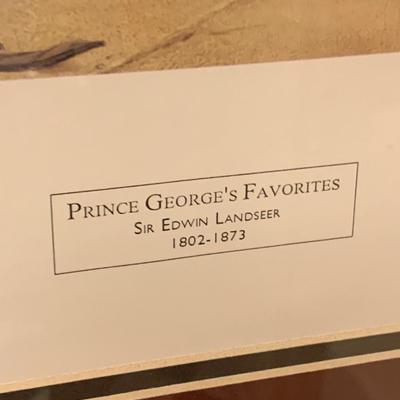 PRINCE GEORGE'S FAVORITES
SIR EDWIN LANDSEER
1802-1873